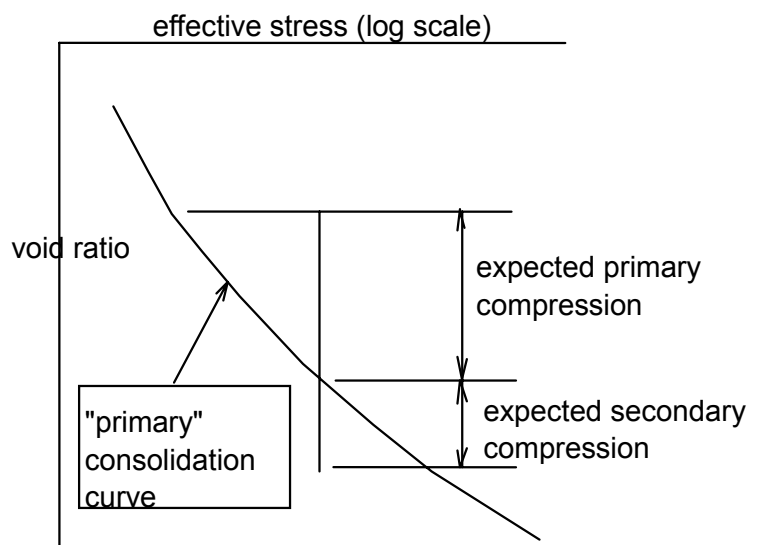 effective stress (log scale)
void ratio
expected primary
compression
expected secondary
compression
"primary"
consolidation
curve